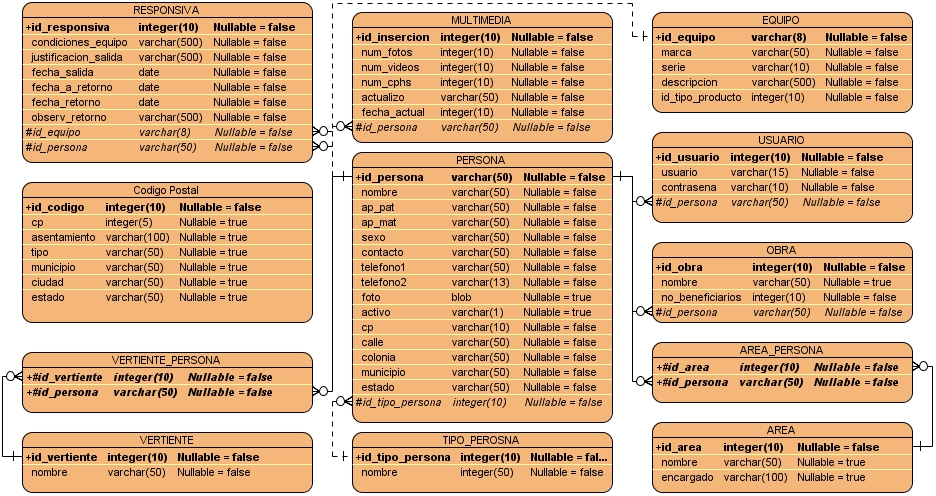 RESPONSIVA
+id_responsiva integer(10) Nullable = false
condiciones_equipo varchar(500) Nullable = false
justificacion_salida varchar(500) Nullable = false
fecha_salida date Nullable = false
fecha_a_retorno date Nullable = false
fecha_retorno date Nullable = false
observ_retorno varchar(500) Nullable = false
#id_equipo varchar(8) Nullable = false
#id_persona varchar(50) Nullable = false
MULTIMEDIA
+id_insercion integer(10) Nullable = false
num_fotos integer(10) Nullable = false
num_videos integer(10) Nullable = false
num_cphs integer(10) Nullable = false
actualizo varchar(50) Nullable = false
fecha_actual integer(10) Nullable = false
#id_persona varchar(50) Nullable = false
EQUIPO
+id_equipo varchar(8) Nullable = false
marca varchar(50) Nullable = false
serie varchar(10) Nullable = false
descripcion varchar(500) Nullable = false
id_tipo_producto integer(10) Nullable = false
USUARIO
+id_usuario integer(10) Nullable = false
usuario varchar(15) Nullable = false
contrasena varchar(10) Nullable = false
#id_persona varchar(50) Nullable = false
PERSONA
+id_persona varchar(50) Nullable = false
nombre varchar(50) Nullable = false
ap_pat varchar(50) Nullable = false
ap_mat varchar(50) Nullable = false
sexo varchar(50) Nullable = false
contacto varchar(50) Nullable = false
telefono1 varchar(50) Nullable = false
telefono2 varchar(13) Nullable = false
foto blob Nullable = true
activo varchar(1) Nullable = true
cp varchar(10) Nullable = false
calle varchar(50) Nullable = false
colonia varchar(50) Nullable = false
municipio varchar(50) Nullable = false
estado varchar(50) Nullable = false
#id_tipo_persona integer(10) Nullable = false
Codigo Postal
+id_codigo integer(10) Nullable = false
cp integer(5) Nullable = true
asentamiento varchar(100) Nullable = true
tipo varchar(50) Nullable = true
municipio varchar(50) Nullable = true
ciudad varchar(50) Nullable = true
estado varchar(50) Nullable = true
OBRA
+id_obra integer(10) Nullable = false
nombre varchar(50) Nullable = true
no_beneficiarios integer(10) Nullable = false
#id_persona varchar(50) Nullable = false
VERTIENTE_PERSONA
+#id_vertiente integer(10) Nullable = false
+#id_persona varchar(50) Nullable = false
AREA_PERSONA
+#id_area integer(10) Nullable = false
+#id_persona varchar(50) Nullable = false
VERTIENTE
+id_vertiente integer(10) Nullable = false
nombre varchar(50) Nullable = false
TIPO_PEROSNA
+id_tipo_persona integer(10) Nullable = fal...
nombre integer(50) Nullable = false
AREA
+id_area integer(10) Nullable = false
nombre varchar(50) Nullable = true
encargado varchar(100) Nullable = true